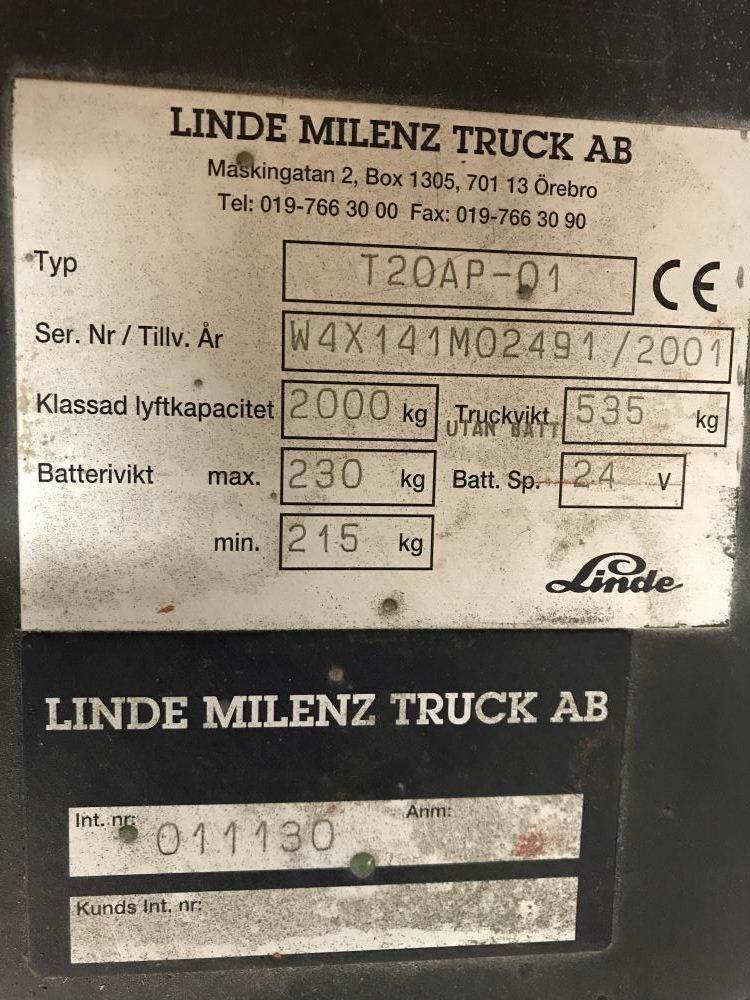 LINDE MILENZ TRUCK AB
Maskingatan 2, Box 1305, 701 13 Örebro
Tel: 019-766 30 00 Fax: 019-766 30 90
Typ T20AP-01 CE
Ser. Nr / Tillv. År W4X141M02491/2001
Klassad lyftkapacitet 2000 kg Truckvikt 535 kg
UTAN BATT
Batterivikt max. 230 kg Batt. Sp. 24 V
min. 215 kg
Linde
LINDE MILENZ TRUCK AB
Int. nr: 011130 Anm:
Kunds Int. nr: